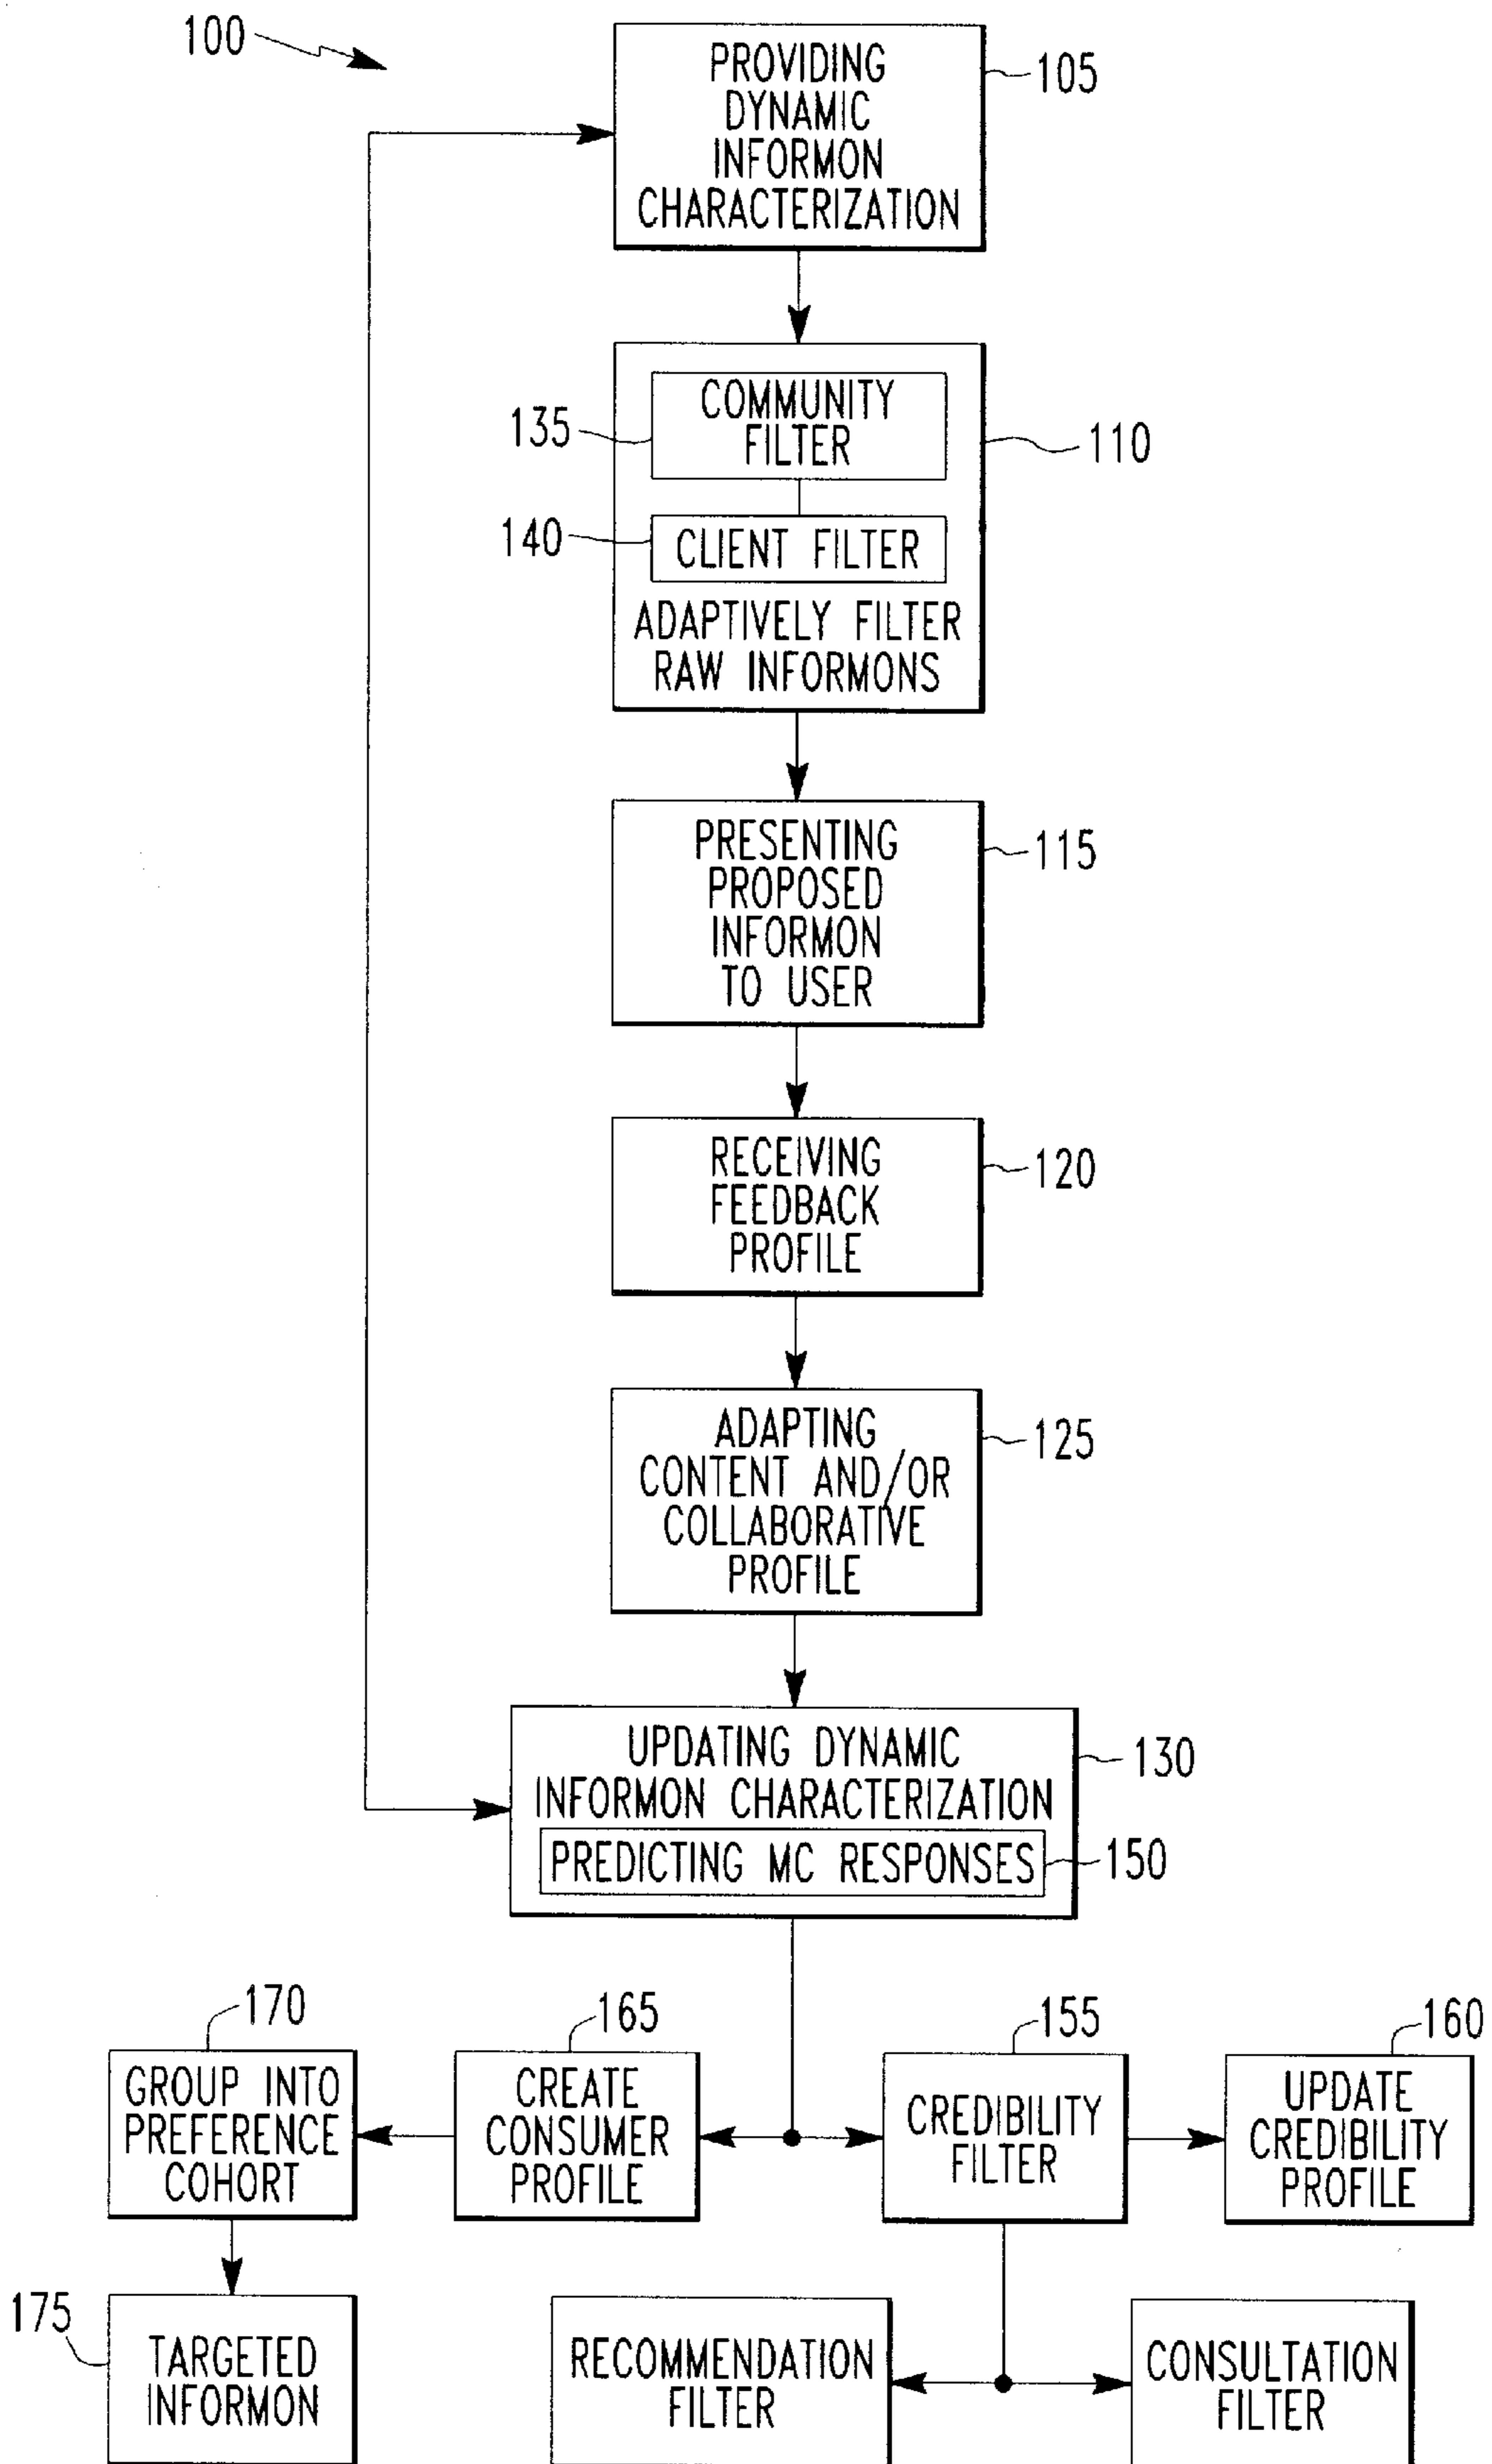 100
PROVIDING
DYNAMIC
INFORMON
CHARACTERIZATION
105
COMMUNITY
FILTER
135
110
CLIENT FILTER
140
ADAPTIVELY FILTER
RAW INFORMONS
PRESENTING
PROPOSED
INFORMON
TO USER
115
RECEIVING
FEEDBACK
PROFILE
120
ADAPTING
CONTENT AND/OR
COLLABORATIVE
PROFILE
125
UPDATING DYNAMIC
INFORMON CHARACTERIZATION
130
PREDICTING MC RESPONSES
150
170
GROUP INTO
PREFERENCE
COHORT
165
CREATE
CONSUMER
PROFILE
155
CREDIBILITY
FILTER
160
UPDATE
CREDIBILITY
PROFILE
175
TARGETED
INFORMON
RECOMMENDATION
FILTER
CONSULTATION
FILTER